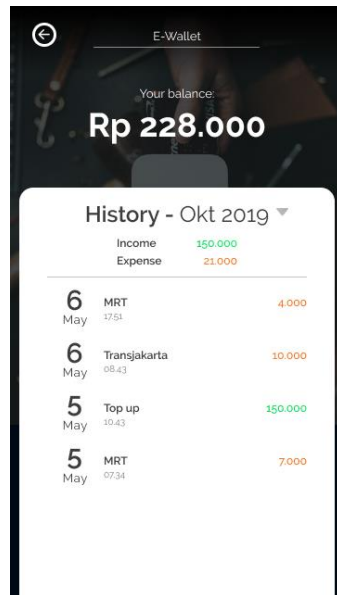 E-Wallet
Your balance:
Rp 228.000
History - Okt 2019
Income 150.000
Expense 21.000
6 MRT 4.000
May 17.51
6 Transjakarta 10.000
May 08.43
5 Top up 150.000
May 10.43
5 MRT 7.000
May 07.34